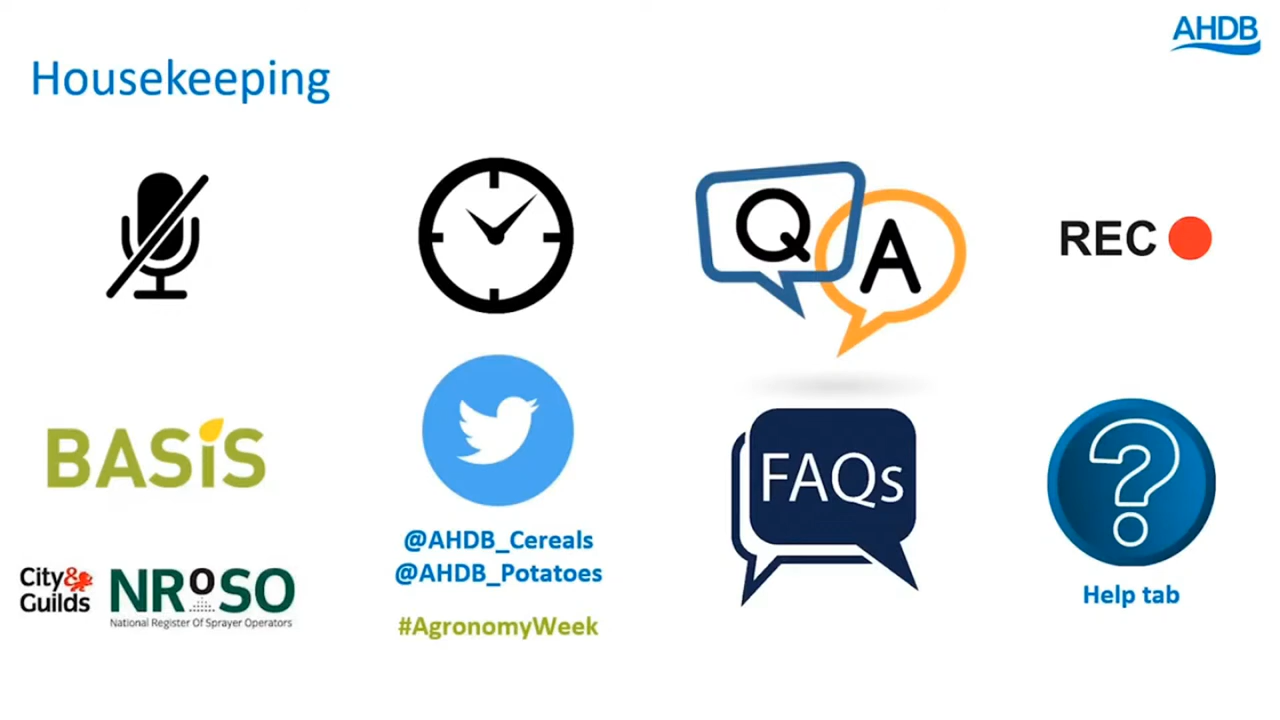 AHDB
Housekeeping
Q
A
REC
BASiS
FAQs
@AHDB_Cereals
@AHDB_Potatoes
City&
Guilds
NRoSO
National Register Of Sprayer Operators
Help tab
#AgronomyWeek